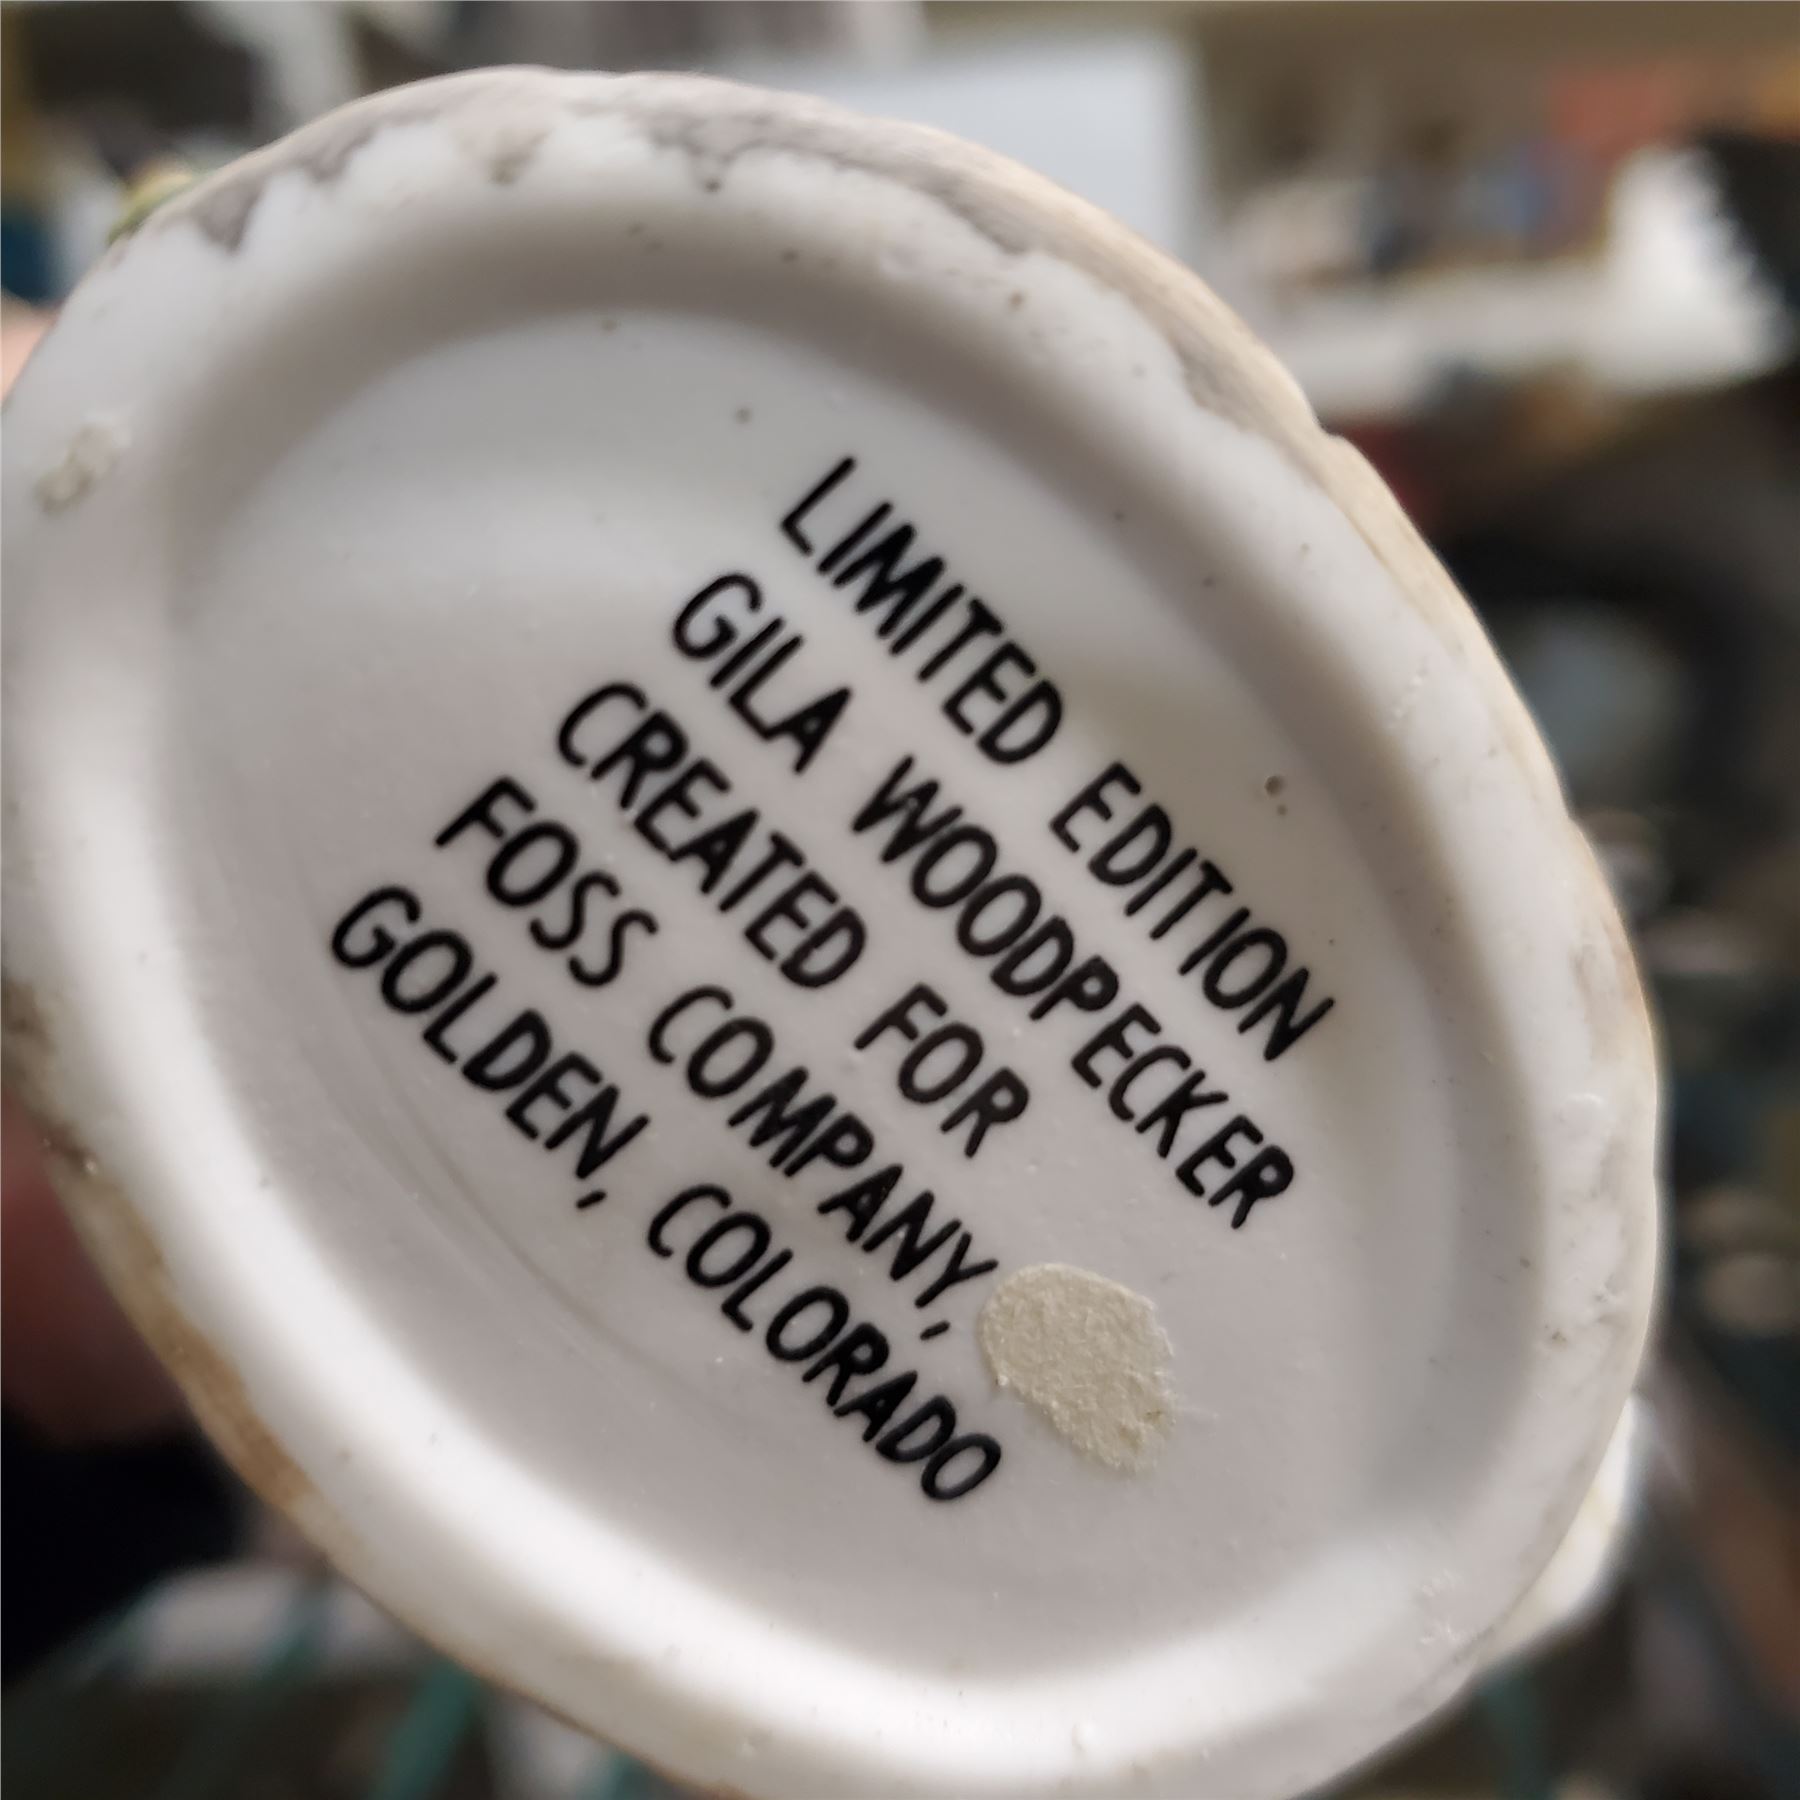 LIMITED EDITION
GILA WOODPECKER
CREATED FOR
FOSS COMPANY,
GOLDEN, COLORADO